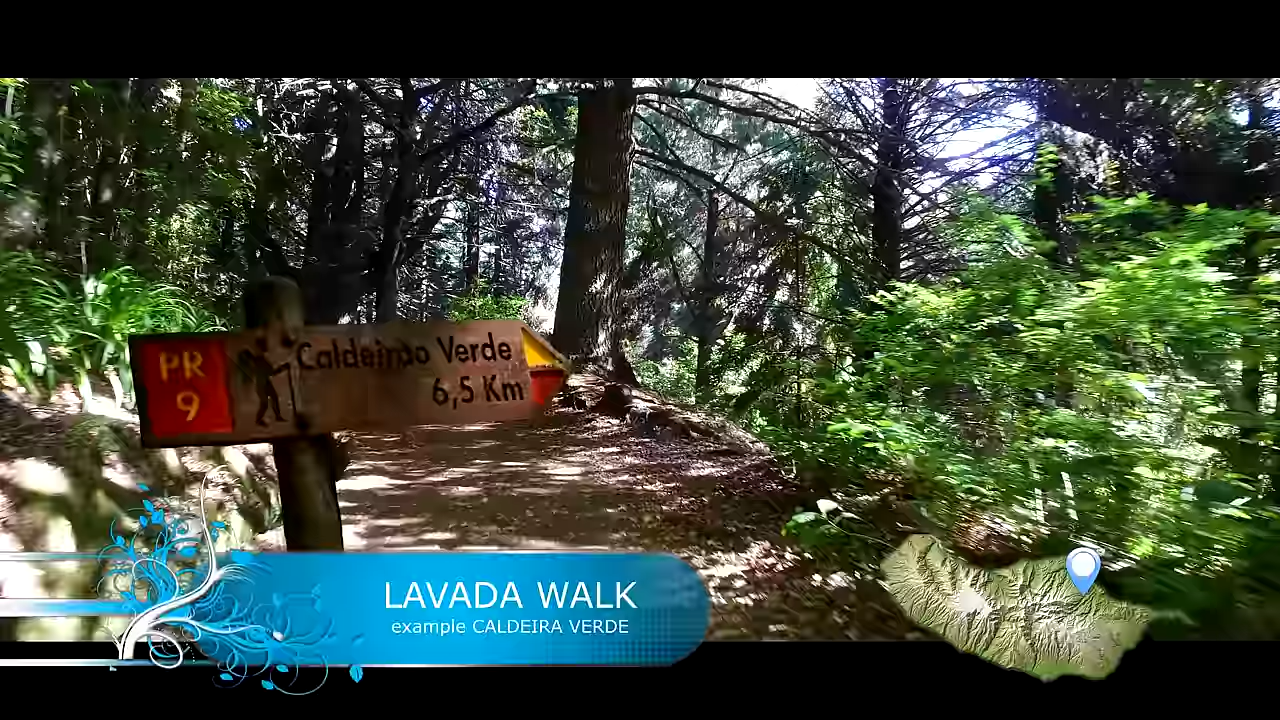 PR
9
Caldeirão Verde
6,5 Km
LAVADA WALK
example CALDEIRA VERDE